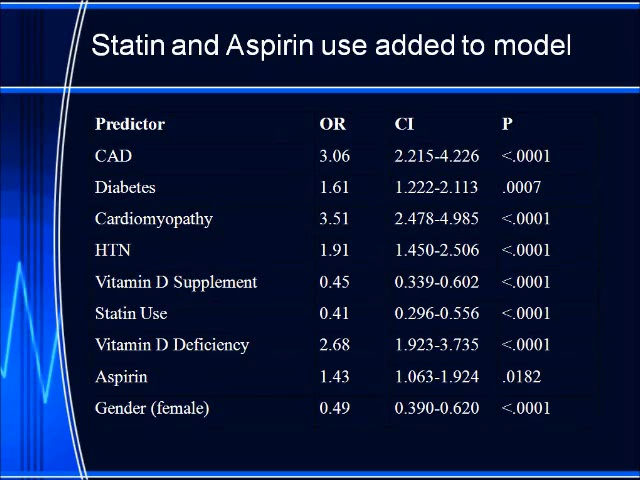 Statin and Aspirin use added to model
Predictor OR CI P
CAD 3.06 2.215-4.226 <.0001
Diabetes 1.61 1.222-2.113 .0007
Cardiomyopathy 3.51 2.478-4.985 <.0001
HTN 1.91 1.450-2.506 <.0001
Vitamin D Supplement 0.45 0.339-0.602 <.0001
Statin Use 0.41 0.296-0.556 <.0001
Vitamin D Deficiency 2.68 1.923-3.735 <.0001
Aspirin 1.43 1.063-1.924 .0182
Gender (female) 0.49 0.390-0.620 <.0001